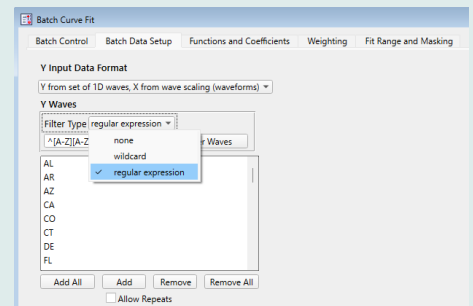 Batch Curve Fit
Batch Control Batch Data Setup Functions and Coefficients Weighting Fit Range and Masking
Y Input Data Format
Y from set of 1D waves, X from wave scaling (waveforms)
Y Waves
Filter Type regular expression
^[A-Z][A-Z r Waves
none
wildcard
✓ regular expression
AL
AR
AZ
CA
CO
CT
DE
FL
Add All Add Remove Remove All
Allow Repeats